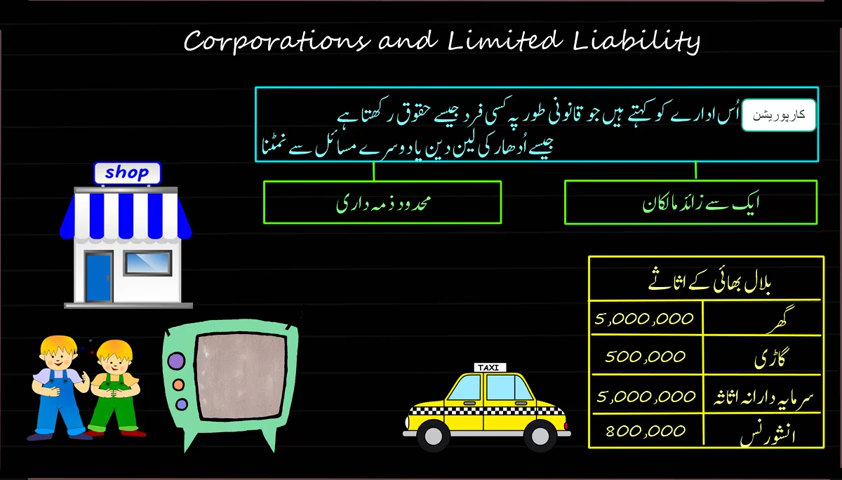 Corporations and Limited Liability
کارپوریشن اُس ادارے کو کہتے ہیں جو قانونی طور پہ کسی فرد جیسے حقوق رکھتا ہے
جیسے اُدھار کی لین دین یا دوسرے مسائل سے نمٹنا
ایک سے زائد مالکان
محدود ذمہ داری
shop
بلال بھائی کے اثاثے
گھر 5,000,000
گاڑی 500,000
سرمایہ دارانہ اثاثہ 5,000,000
انشورنس 800,000
TAXI